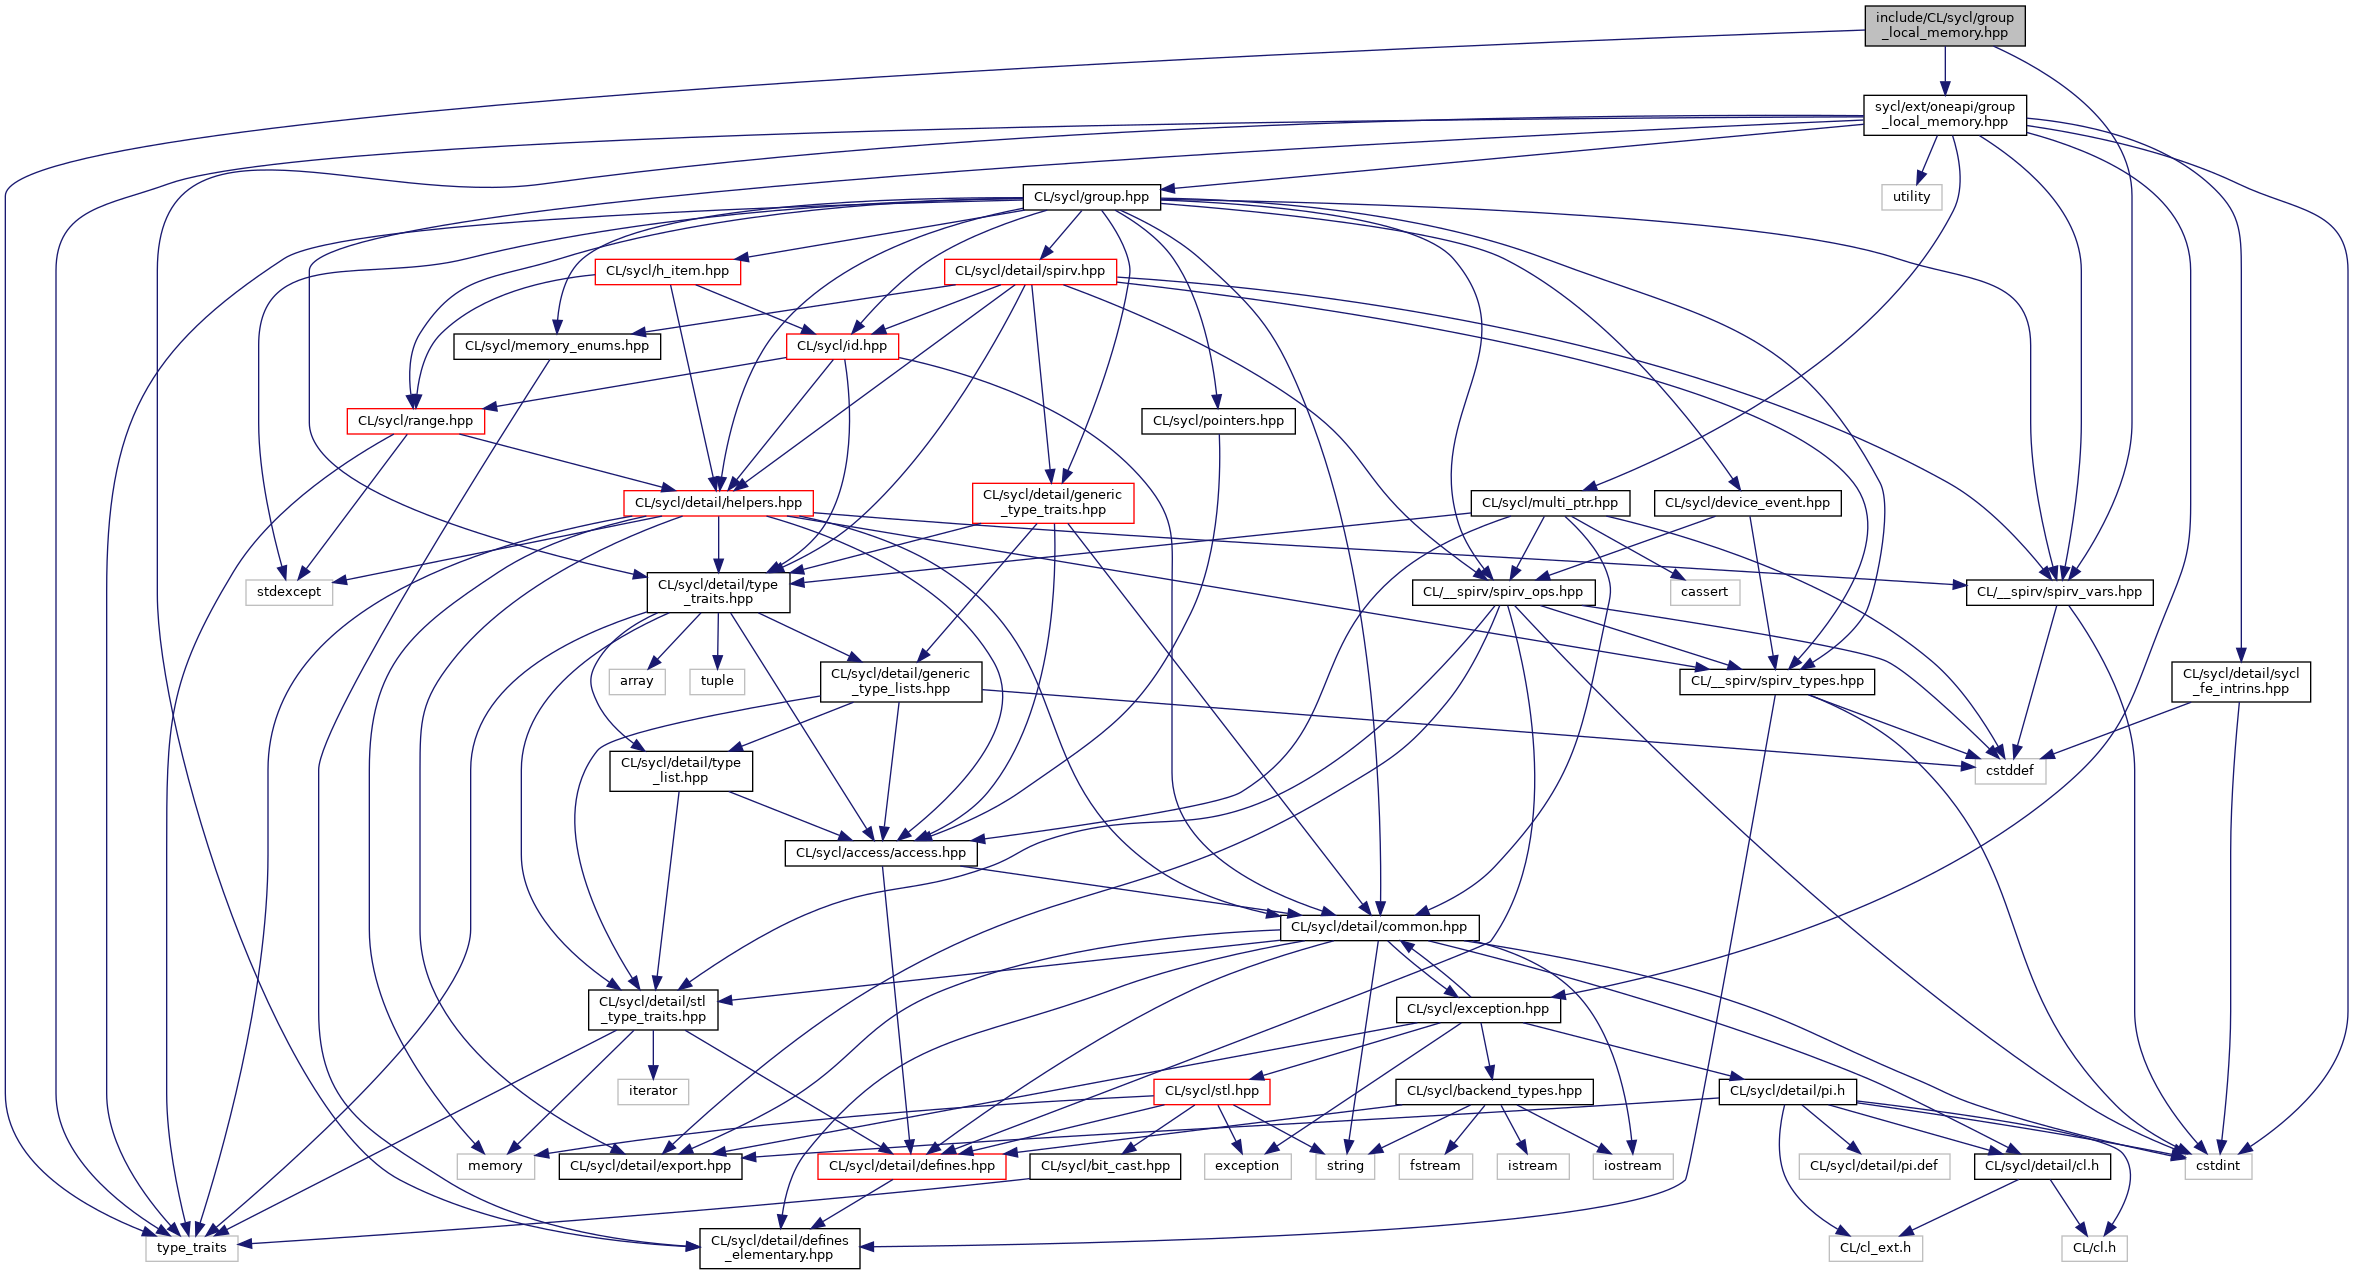 include/CL/sycl/group
_local_memory.hpp
sycl/ext/oneapi/group
_local_memory.hpp
CL/sycl/group.hpp
utility
CL/sycl/h_item.hpp
CL/sycl/detail/spirv.hpp
CL/sycl/memory_enums.hpp
CL/sycl/id.hpp
CL/sycl/range.hpp
CL/sycl/pointers.hpp
CL/sycl/detail/helpers.hpp
CL/sycl/detail/generic
_type_traits.hpp
CL/sycl/multi_ptr.hpp
CL/sycl/device_event.hpp
stdexcept
CL/sycl/detail/type
_traits.hpp
CL/__spirv/spirv_ops.hpp
cassert
CL/__spirv/spirv_vars.hpp
array
tuple
CL/sycl/detail/generic
_type_lists.hpp
CL/__spirv/spirv_types.hpp
CL/sycl/detail/sycl
_fe_intrins.hpp
CL/sycl/detail/type
_list.hpp
cstddef
CL/sycl/access/access.hpp
CL/sycl/detail/common.hpp
CL/sycl/detail/stl
_type_traits.hpp
CL/sycl/exception.hpp
iterator
CL/sycl/stl.hpp
CL/sycl/backend_types.hpp
CL/sycl/detail/pi.h
memory
CL/sycl/detail/export.hpp
CL/sycl/detail/defines.hpp
CL/sycl/bit_cast.hpp
exception
string
fstream
istream
iostream
CL/sycl/detail/pi.def
CL/sycl/detail/cl.h
cstdint
type_traits
CL/sycl/detail/defines
_elementary.hpp
CL/cl_ext.h
CL/cl.h